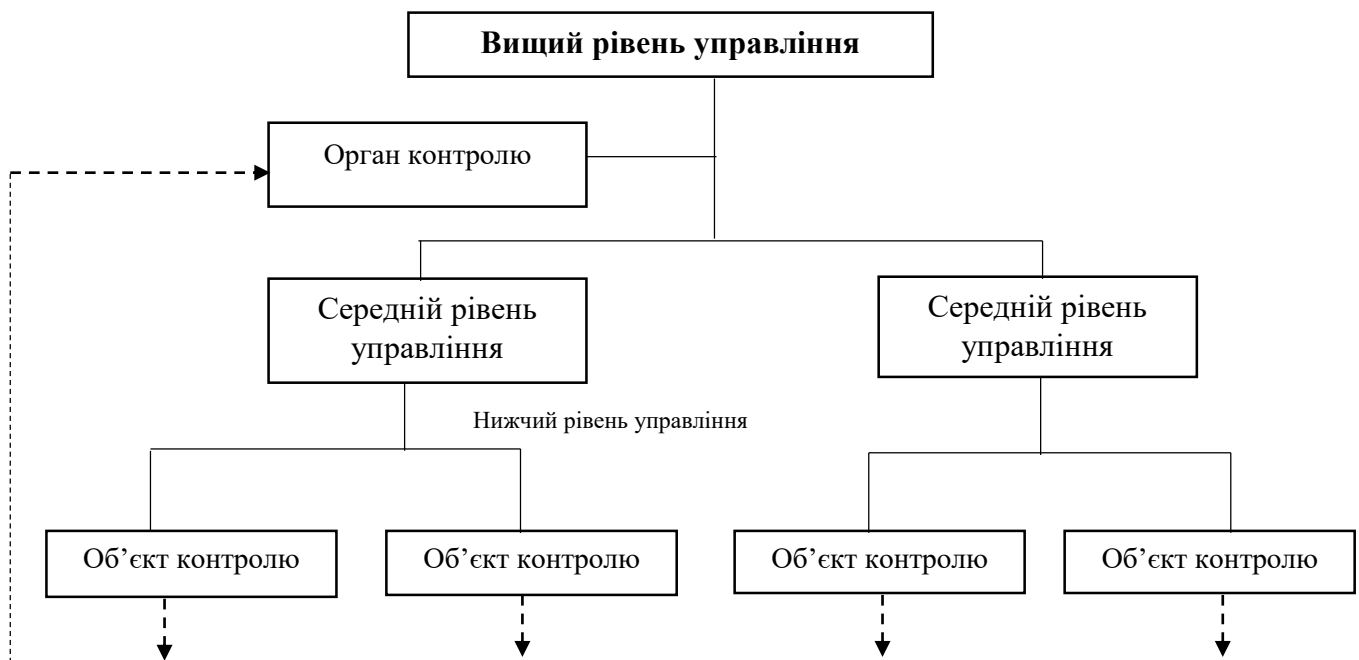 Вищий рівень управління
Орган контролю
Середній рівень
управління
Середній рівень
управління
Нижчий рівень управління
Об’єкт контролю
Об’єкт контролю
Об’єкт контролю
Об’єкт контролю